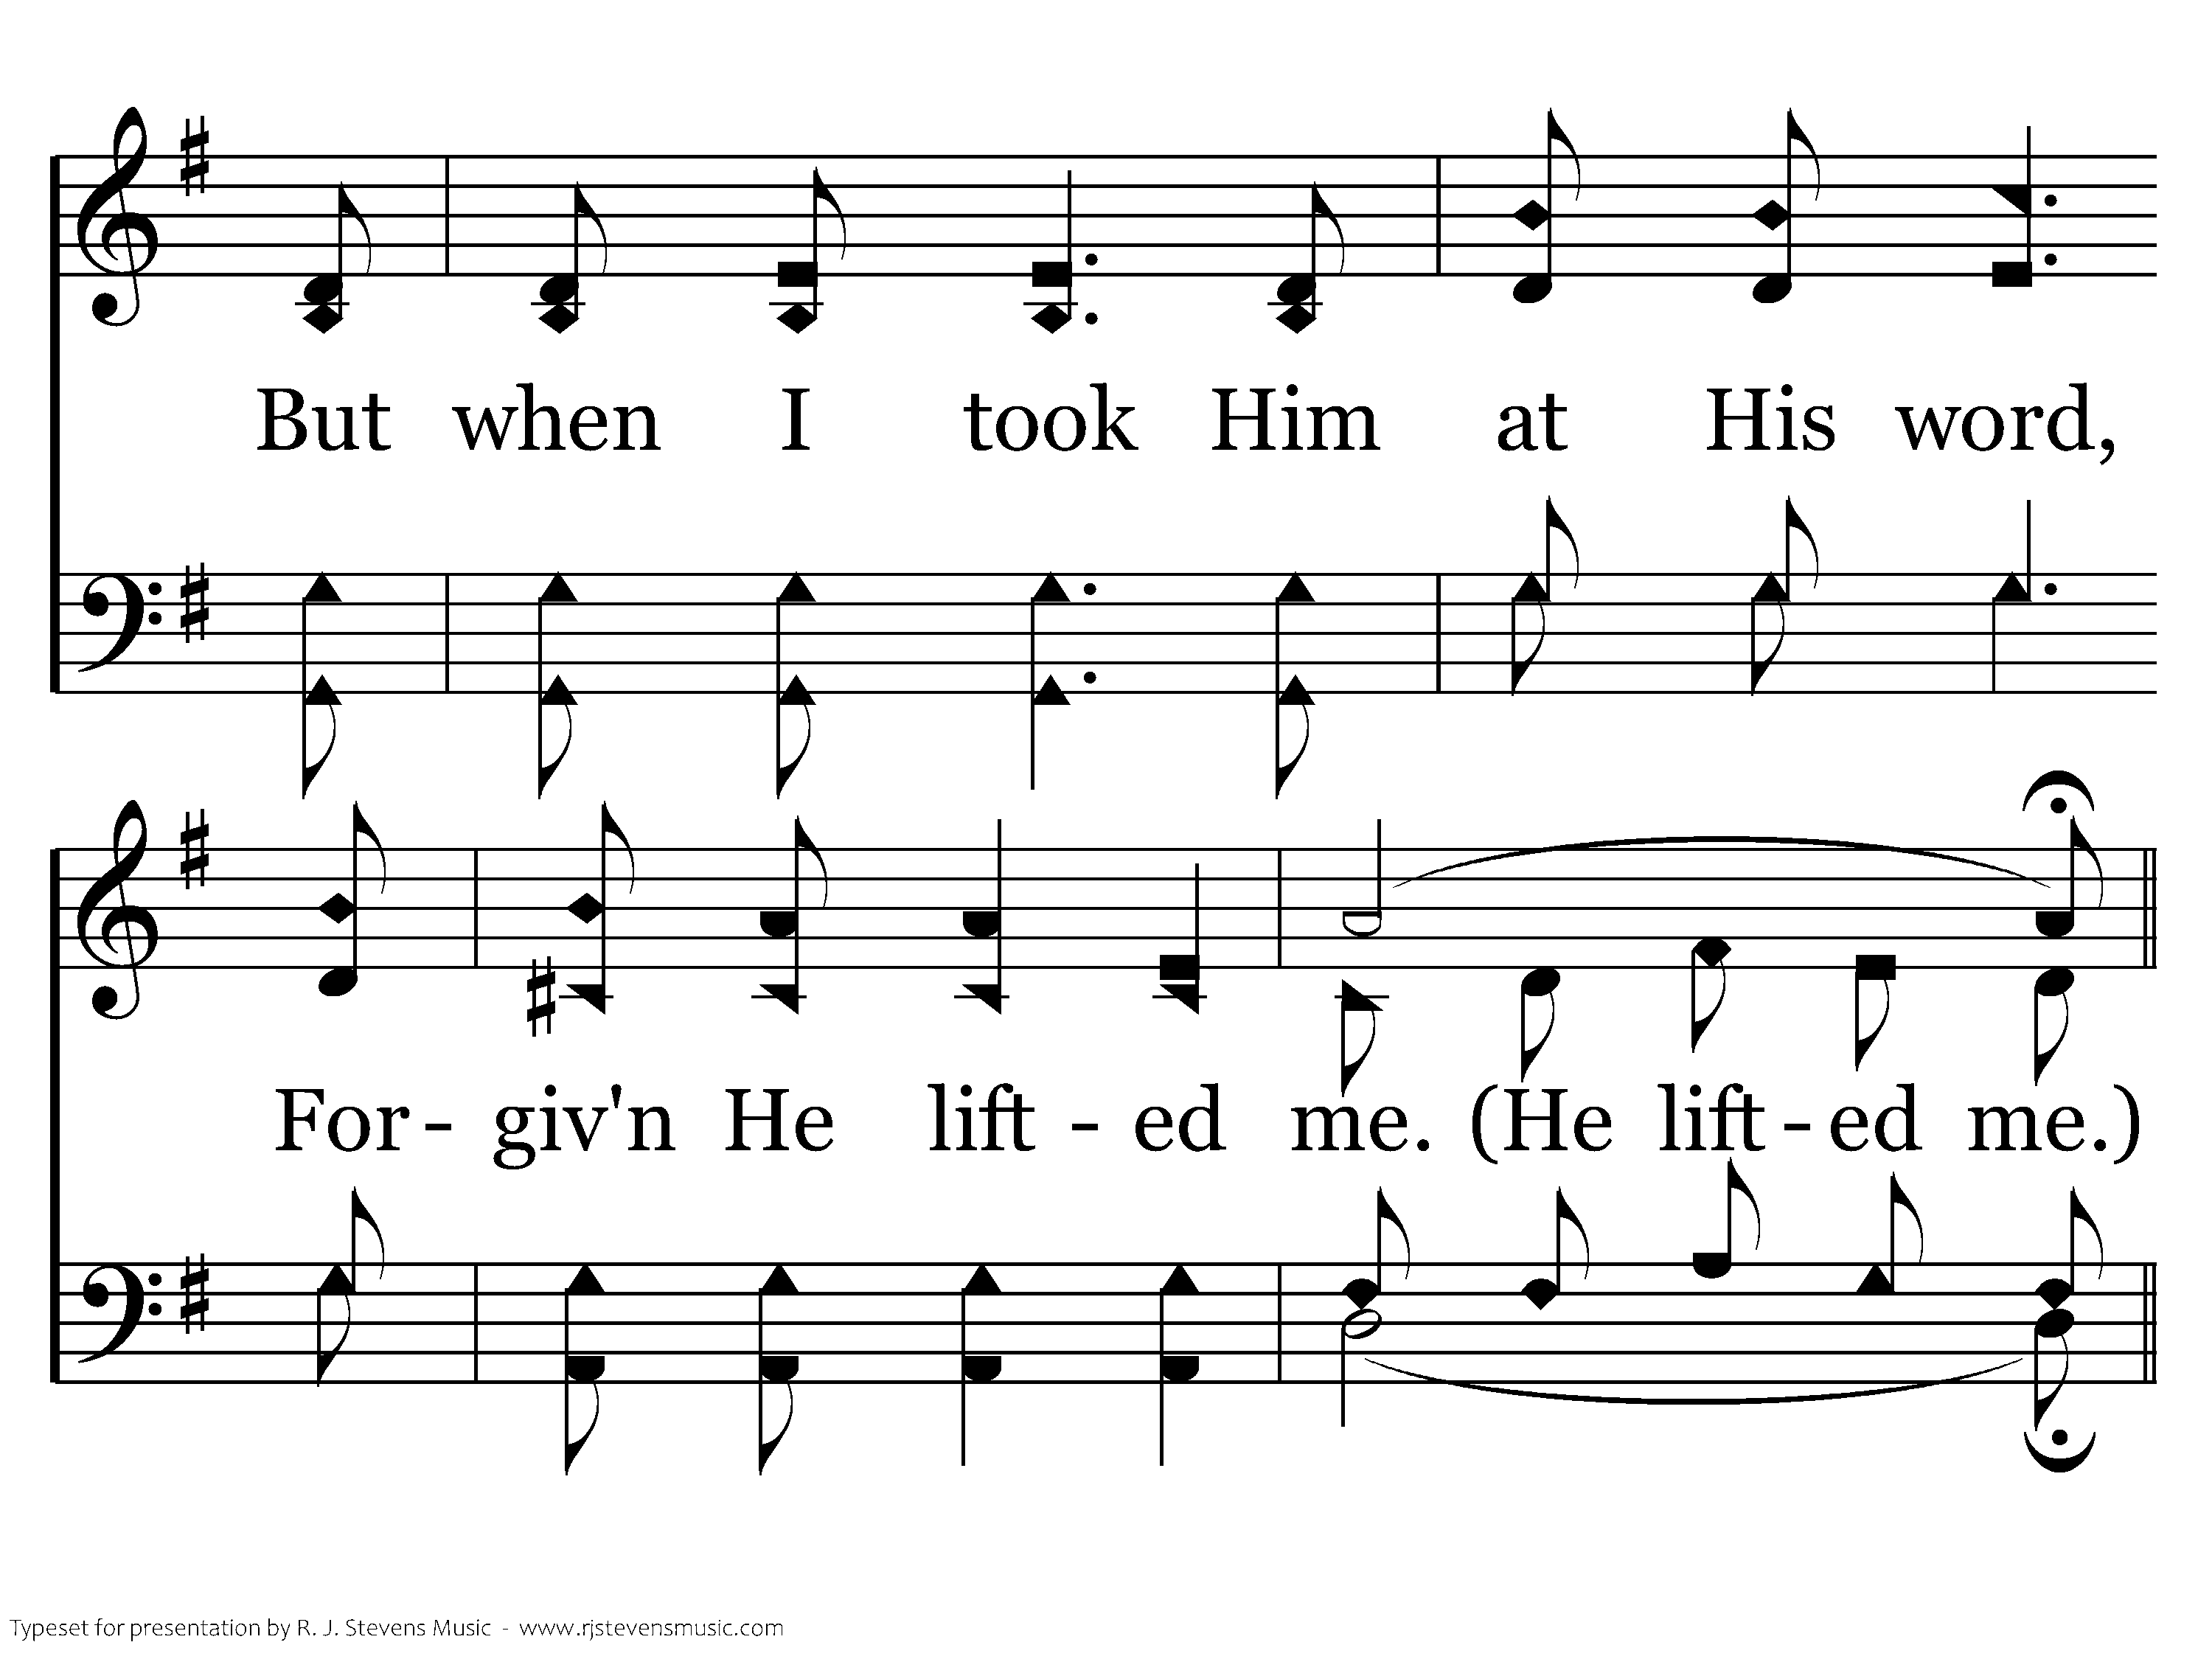 But when I took Him at His word,
For - giv'n He lift - ed me. (He lift - ed me.)
Typeset for presentation by R. J. Stevens Music - www.rjstevensmusic.com